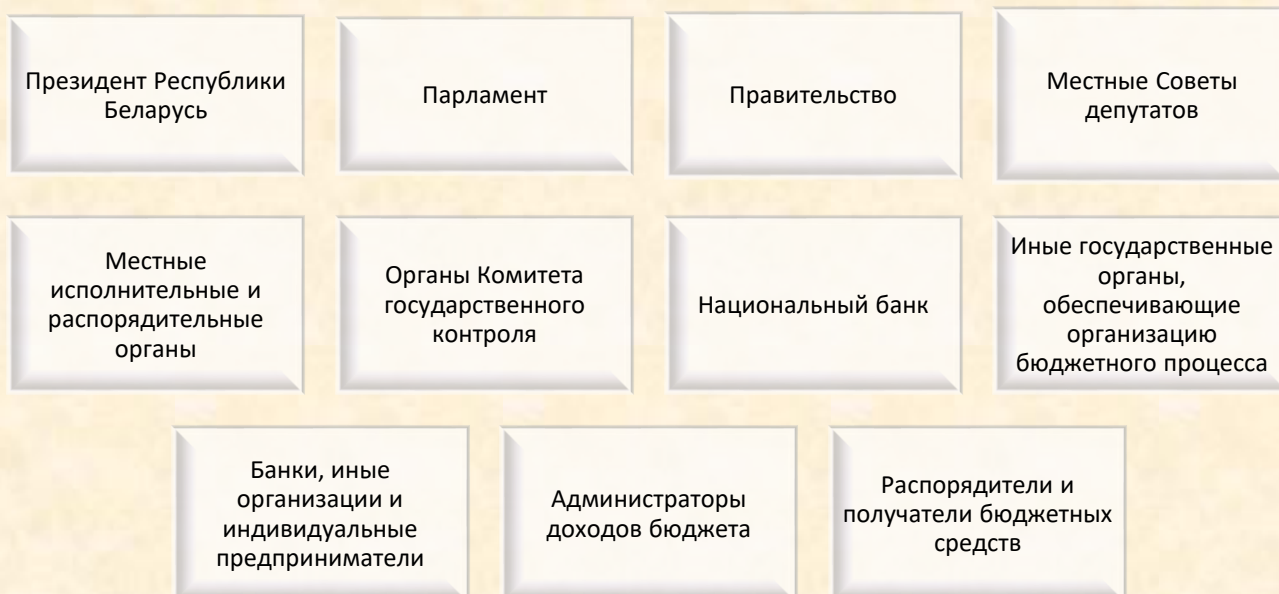 Президент Республики
Беларусь
Парламент
Правительство
Местные Советы
депутатов
Местные
исполнительные и
распорядительные
органы
Органы Комитета
государственного
контроля
Национальный банк
Иные государственные
органы,
обеспечивающие
организацию
бюджетного процесса
Банки, иные
организации и
индивидуальные
предприниматели
Администраторы
доходов бюджета
Распорядители и
получатели бюджетных
средств